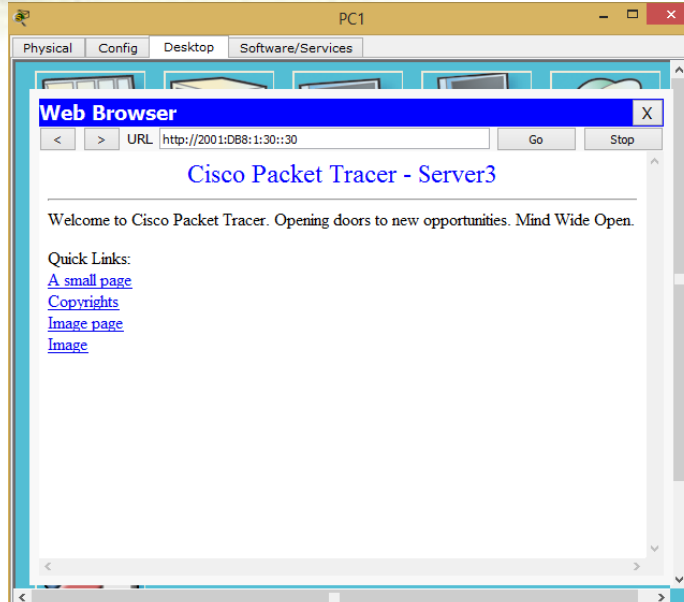 PC1
Physical Config Desktop Software/Services
Web Browser X
< > URL http://2001:DB8:1:30::30 Go Stop
Cisco Packet Tracer - Server3
Welcome to Cisco Packet Tracer. Opening doors to new opportunities. Mind Wide Open.
Quick Links:
A small page
Copyrights
Image page
Image